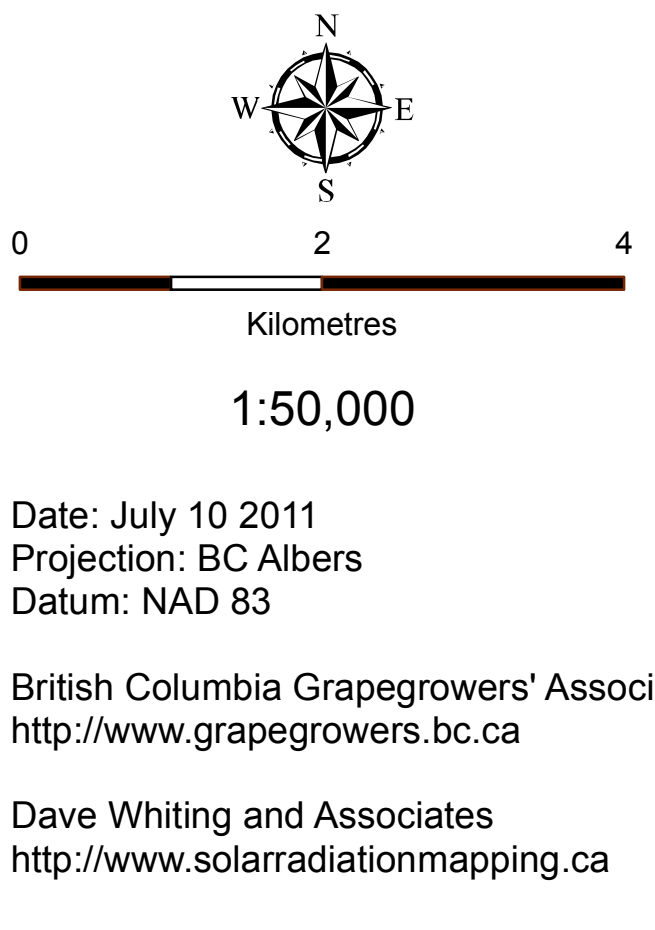 N
W E
S
0 2 4
Kilometres
1:50,000
Date: July 10 2011
Projection: BC Albers
Datum: NAD 83
British Columbia Grapegrowers' Associ
http://www.grapegrowers.bc.ca
Dave Whiting and Associates
http://www.solarradiationmapping.ca